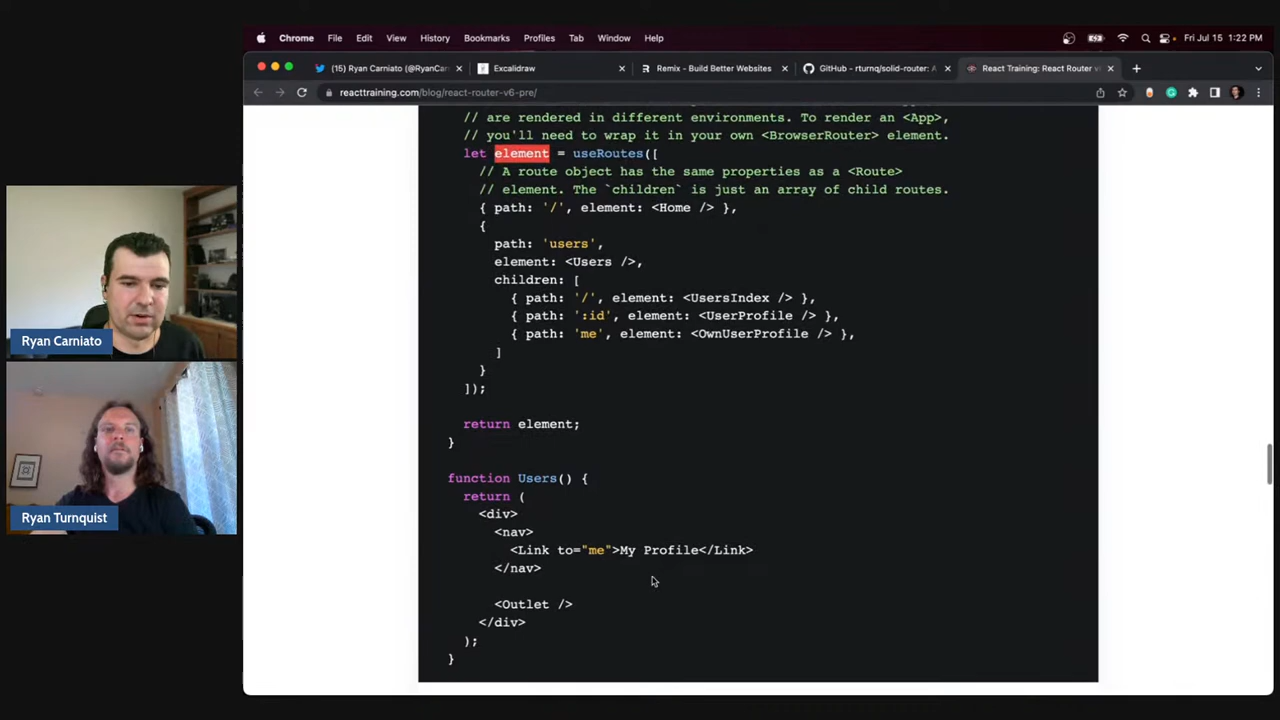 Chrome File Edit View History Bookmarks Profiles Tab Window Help Fri Jul 15 1:22 PM
(15) Ryan Carniato (@RyanCar Excalidraw Remix - Build Better Websites GitHub - rturnq/solid-router: A React Training: React Router v
reacttraining.com/blog/react-router-v6-pre/
// are rendered in different environments. To render an <App>,
// you'll need to wrap it in your own <BrowserRouter> element.
let element = useRoutes([
// A route object has the same properties as a <Route>
// element. The `children` is just an array of child routes.
{ path: '/', element: <Home /> },
{
path: 'users',
element: <Users />,
children: [
{ path: '/', element: <UsersIndex /> },
{ path: ':id', element: <UserProfile /> },
{ path: 'me', element: <OwnUserProfile /> },
]
}
]);
return element;
}
function Users() {
return (
<div>
<nav>
<Link to="me">My Profile</Link>
</nav>
<Outlet />
</div>
);
}
Ryan Carniato
Ryan Turnquist